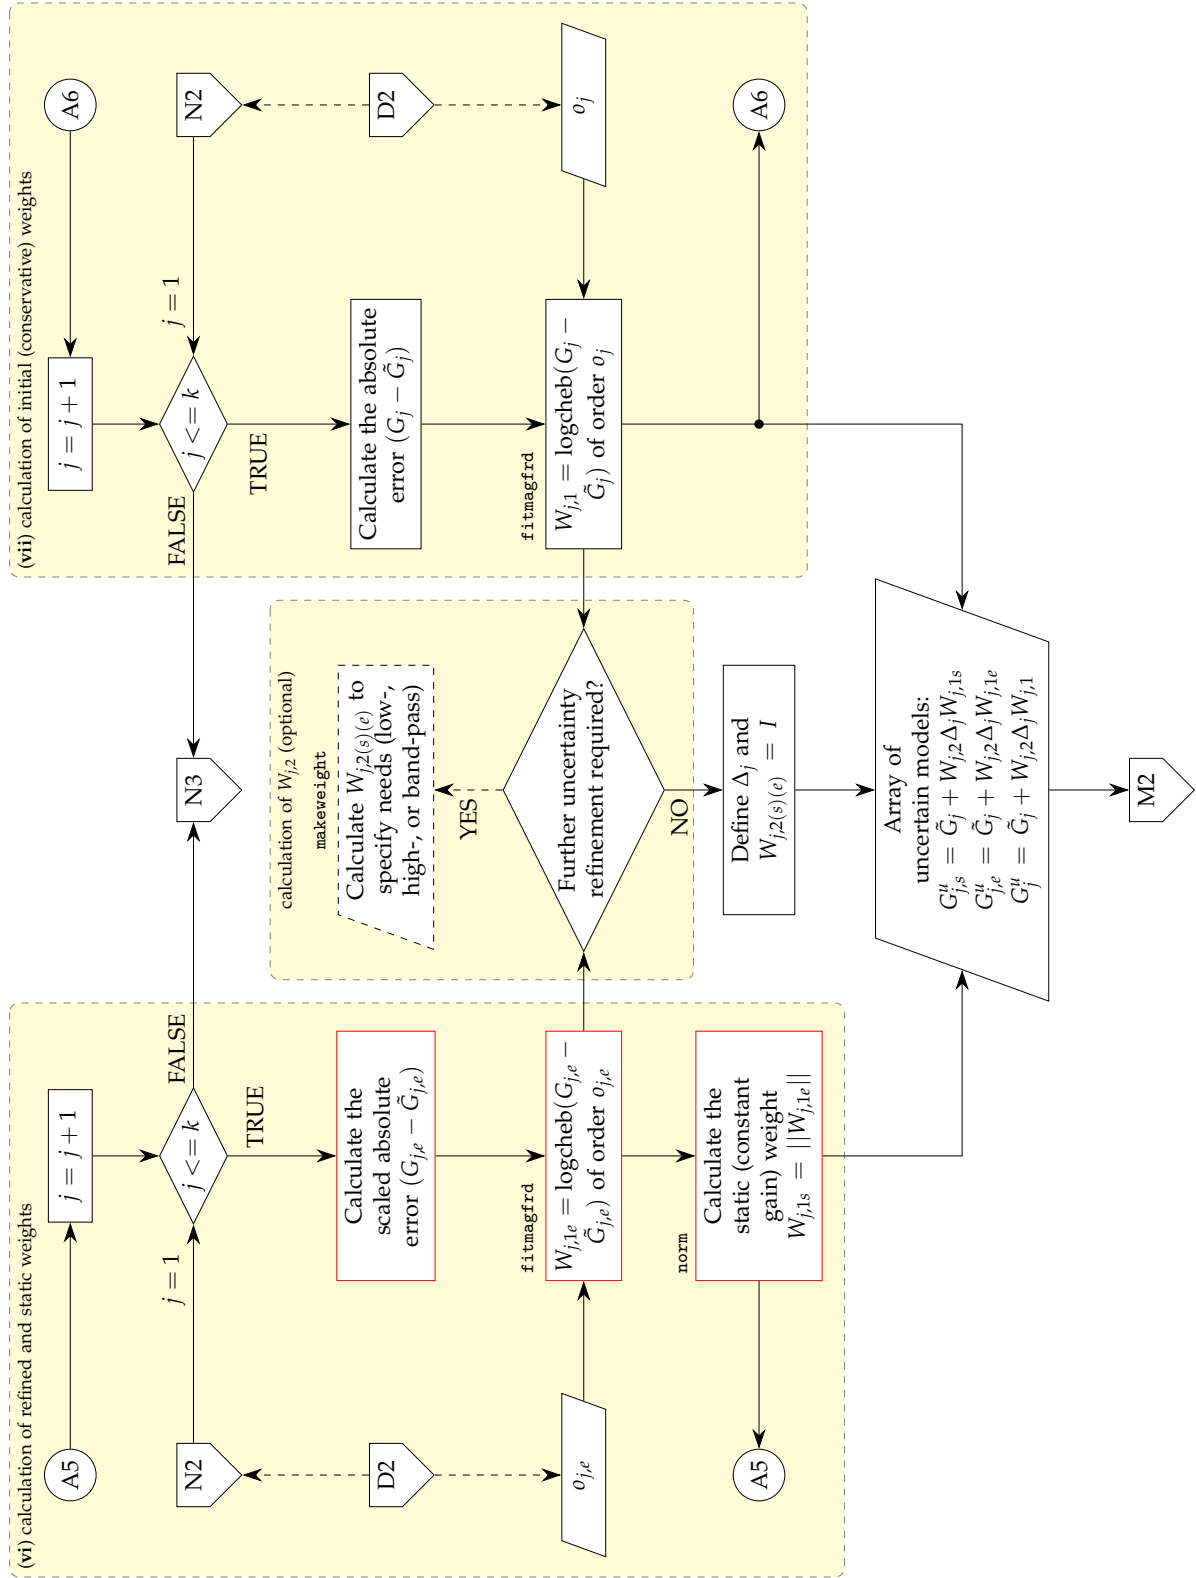 (vi) calculation of refined and static weights
A5
j = j + 1
N2
j = 1
j <= k
FALSE
TRUE
D2
Calculate the
scaled absolute
error (G_{j,e} − G̃_{j,e})
o_{j,e}
fitmagfrd
W_{j,1e} = logcheb(G_{j,e} −
G̃_{j,e}) of order o_{j,e}
norm
Calculate the
static (constant
gain) weight
W_{j,1s} = ||W_{j,1e}||
A5
N3
calculation of W_{j,2} (optional)
makeweight
Calculate W_{j,2(s)(e)} to
specify needs (low-,
high-, or band-pass)
YES
Further uncertainty
refinement required?
NO
Define Δ_j and
W_{j,2(s)(e)} = I
Array of
uncertain models:
G^u_{j,s} = G̃_j + W_{j,2}Δ_jW_{j,1s}
G^u_{j,e} = G̃_j + W_{j,2}Δ_jW_{j,1e}
G^u_j = G̃_j + W_{j,2}Δ_jW_{j,1}
M2
(vii) calculation of initial (conservative) weights
j = j + 1
A6
FALSE
j <= k
j = 1
N2
TRUE
Calculate the absolute
error (G_j − G̃_j)
D2
fitmagfrd
W_{j,1} = logcheb(G_j −
G̃_j) of order o_j
o_j
A6